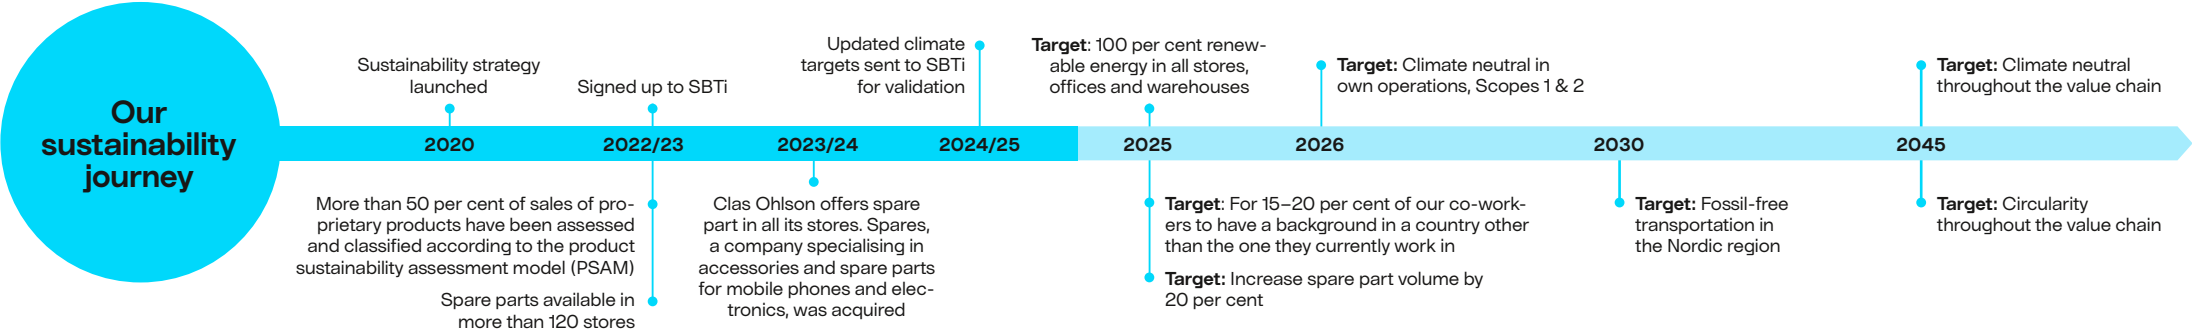 Our
sustainability
journey
Sustainability strategy
launched
2020
Signed up to SBTi
2022/23
More than 50 per cent of sales of pro-
prietary products have been assessed
and classified according to the product
sustainability assessment model (PSAM)
Spare parts available in
more than 120 stores
2023/24
Clas Ohlson offers spare
part in all its stores. Spares,
a company specialising in
accessories and spare parts
for mobile phones and elec-
tronics, was acquired
Updated climate
targets sent to SBTi
for validation
2024/25
Target: 100 per cent renew-
able energy in all stores,
offices and warehouses
2025
Target: For 15–20 per cent of our co-work-
ers to have a background in a country other
than the one they currently work in
Target: Increase spare part volume by
20 per cent
Target: Climate neutral in
own operations, Scopes 1 & 2
2026
2030
Target: Fossil-free
transportation in
the Nordic region
Target: Climate neutral
throughout the value chain
2045
Target: Circularity
throughout the value chain